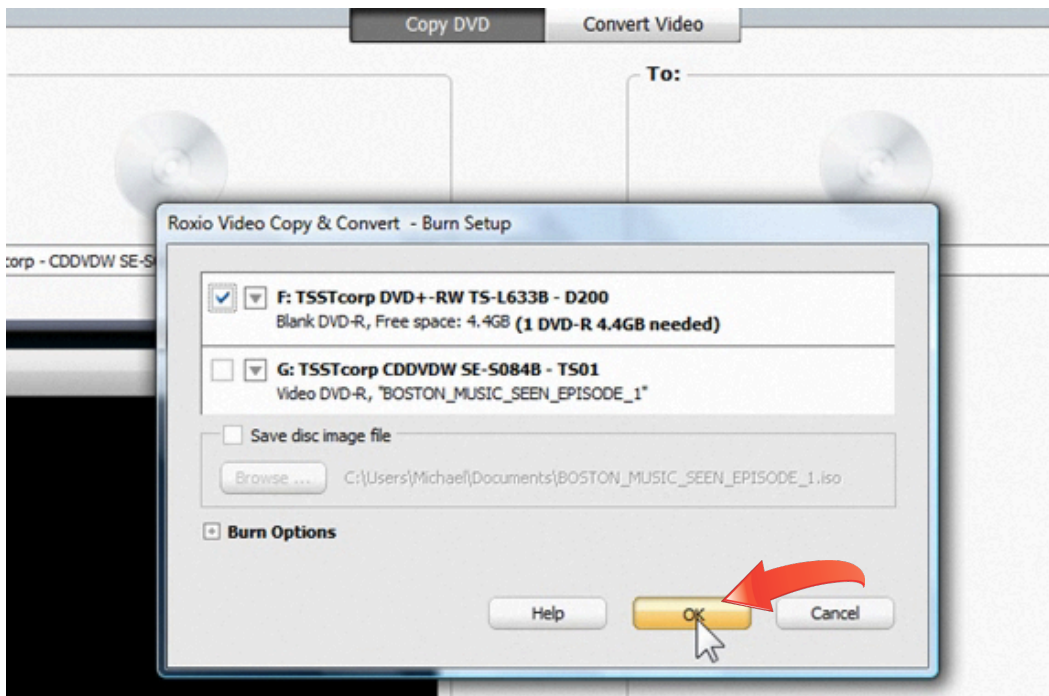 Copy DVD
Convert Video
To:
Roxio Video Copy & Convert - Burn Setup
corp - CDDVDW SE-S
F: TSSTcorp DVD+-RW TS-L633B - D200
Blank DVD-R, Free space: 4.4GB (1 DVD-R 4.4GB needed)
G: TSSTcorp CDDVDW SE-S084B - TS01
Video DVD-R, "BOSTON_MUSIC_SEEN_EPISODE_1"
Save disc image file
Browse ...
C:\Users\Michael\Documents\BOSTON_MUSIC_SEEN_EPISODE_1.iso
Burn Options
Help
OK
Cancel